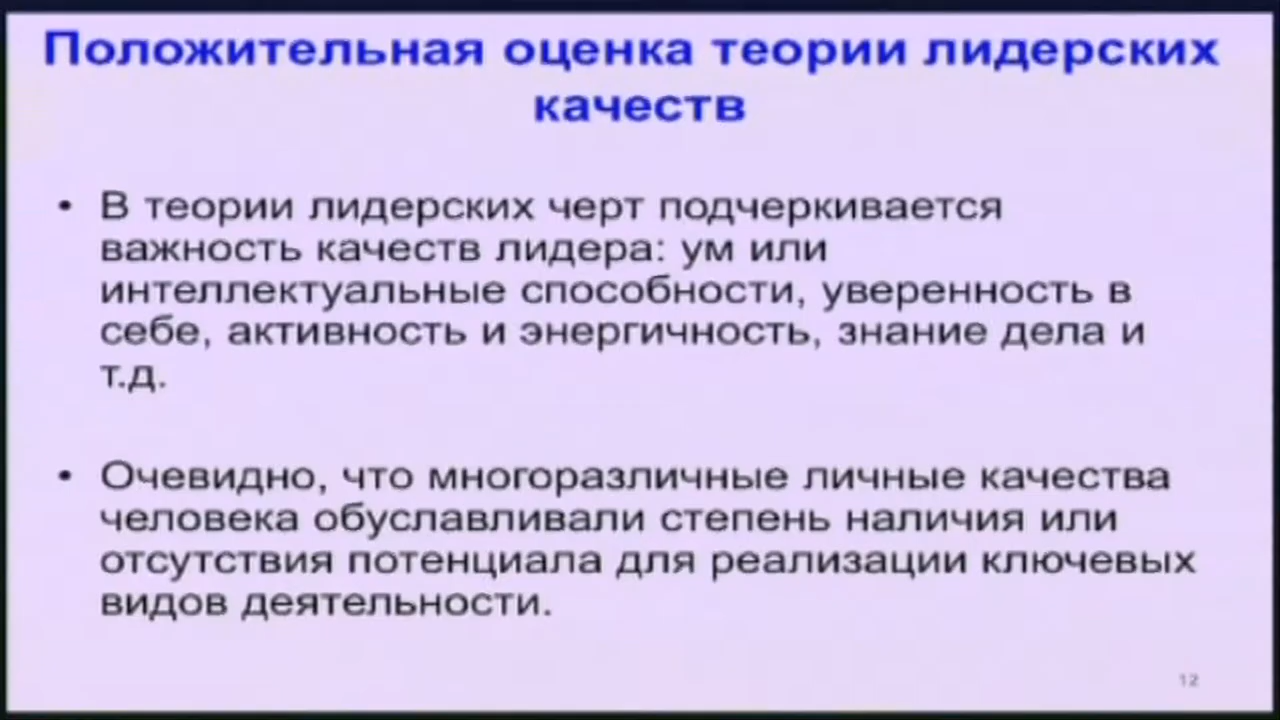 Положительная оценка теории лидерских
качеств
• В теории лидерских черт подчеркивается
важность качеств лидера: ум или
интеллектуальные способности, уверенность в
себе, активность и энергичность, знание дела и
т.д.
• Очевидно, что многоразличные личные качества
человека обуславливали степень наличия или
отсутствия потенциала для реализации ключевых
видов деятельности.
12